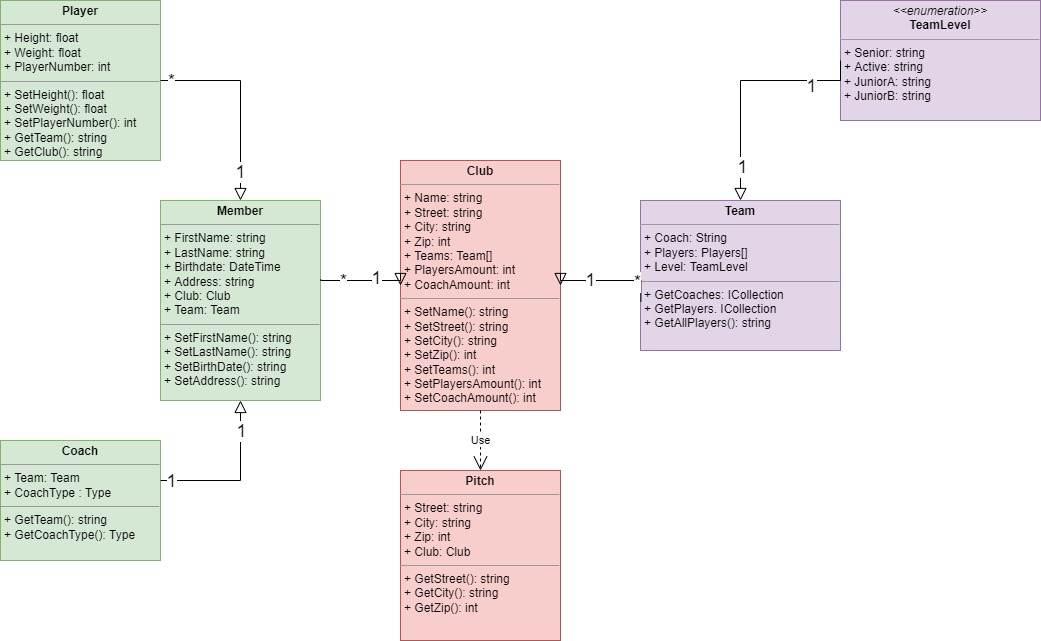 Player
+ Height: float
+ Weight: float
+ PlayerNumber: int
+ SetHeight(): float
+ SetWeight(): float
+ SetPlayerNumber(): int
+ GetTeam(): string
+ GetClub(): string
*
1
<<enumeration>>
TeamLevel
+ Senior: string
+ Active: string
+ JuniorA: string
+ JuniorB: string
1
1
Member
+ FirstName: string
+ LastName: string
+ Birthdate: DateTime
+ Address: string
+ Club: Club
+ Team: Team
+ SetFirstName(): string
+ SetLastName(): string
+ SetBirthDate(): string
+ SetAddress(): string
*
1
Club
+ Name: string
+ Street: string
+ City: string
+ Zip: int
+ Teams: Team[]
+ PlayersAmount: int
+ CoachAmount: int
+ SetName(): string
+ SetStreet(): string
+ SetCity(): string
+ SetZip(): int
+ SetTeams(): int
+ SetPlayersAmount(): int
+ SetCoachAmount(): int
1
*
Team
+ Coach: String
+ Players: Players[]
+ Level: TeamLevel
+ GetCoaches: ICollection
+ GetPlayers. ICollection
+ GetAllPlayers(): string
1
1
Coach
+ Team: Team
+ CoachType : Type
+ GetTeam(): string
+ GetCoachType(): Type
Use
Pitch
+ Street: string
+ City: string
+ Zip: int
+ Club: Club
+ GetStreet(): string
+ GetCity(): string
+ GetZip(): int